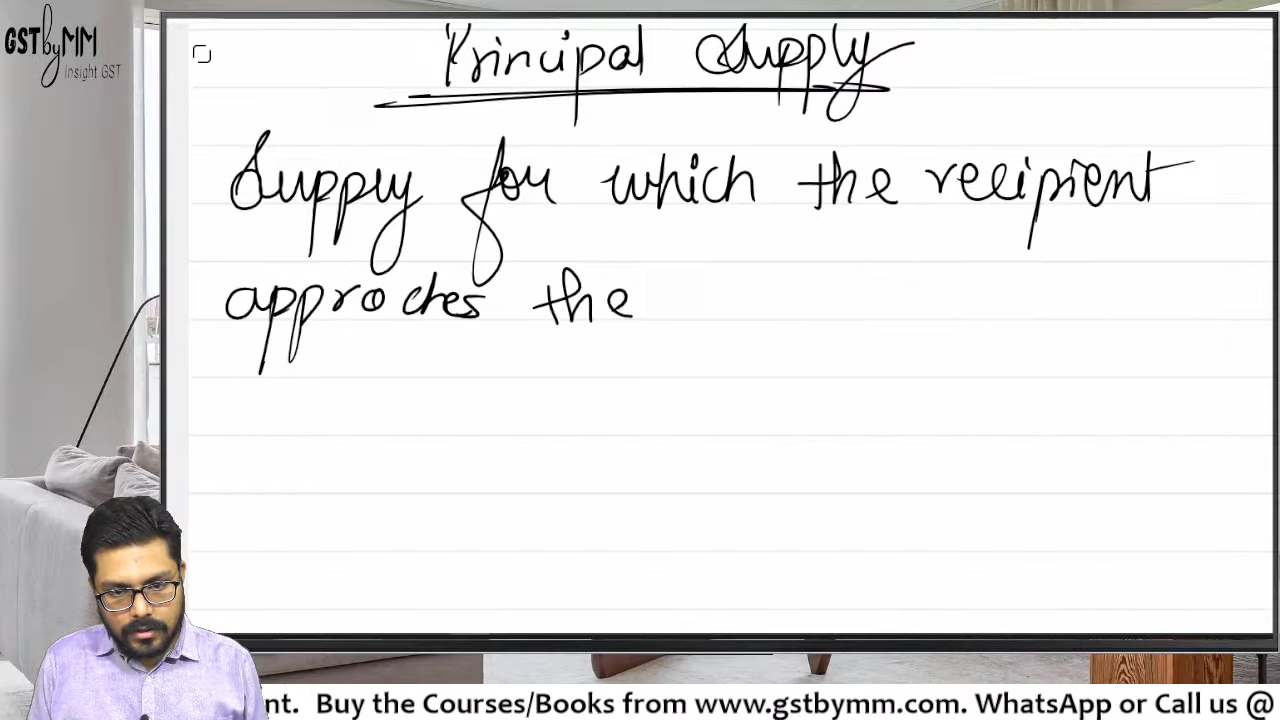 GSTbyMM
Insight GST
Principal Supply
Supply for which the recipient
approches the
nt. Buy the Courses/Books from www.gstbymm.com. WhatsApp or Call us @